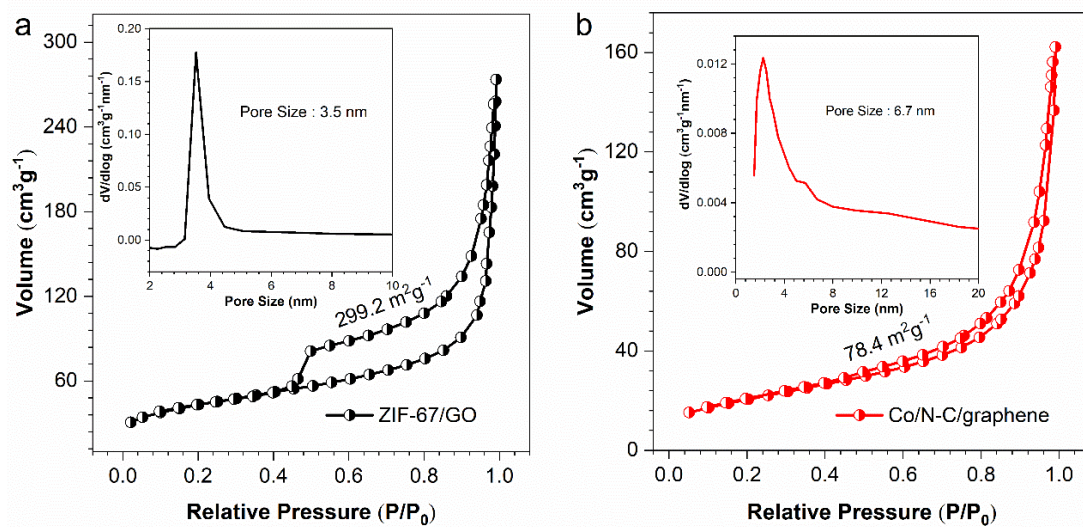 a
300
240
180
120
60
Volume (cm³g⁻¹)
0.0 0.2 0.4 0.6 0.8 1.0
Relative Pressure (P/P₀)
299.2 m²g⁻¹
ZIF-67/GO
0.20
0.15
0.10
0.05
0.00
dV/dlog (cm³g⁻¹nm⁻¹)
Pore Size : 3.5 nm
2 4 6 8 10
Pore Size (nm)
b
160
120
80
40
0
Volume (cm³g⁻¹)
0.0 0.2 0.4 0.6 0.8 1.0
Relative Pressure (P/P₀)
78.4 m²g⁻¹
Co/N-C/graphene
0.012
0.008
0.004
0.000
dV/dlog (cm³g⁻¹nm⁻¹)
Pore Size : 6.7 nm
0 4 8 12 16 20
Pore Size (nm)